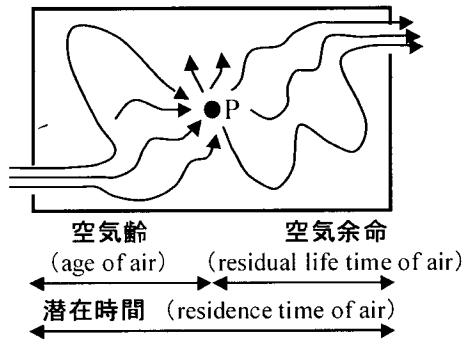 P
空気齢 空気余命
(age of air) (residual life time of air)
潜在時間 (residence time of air)